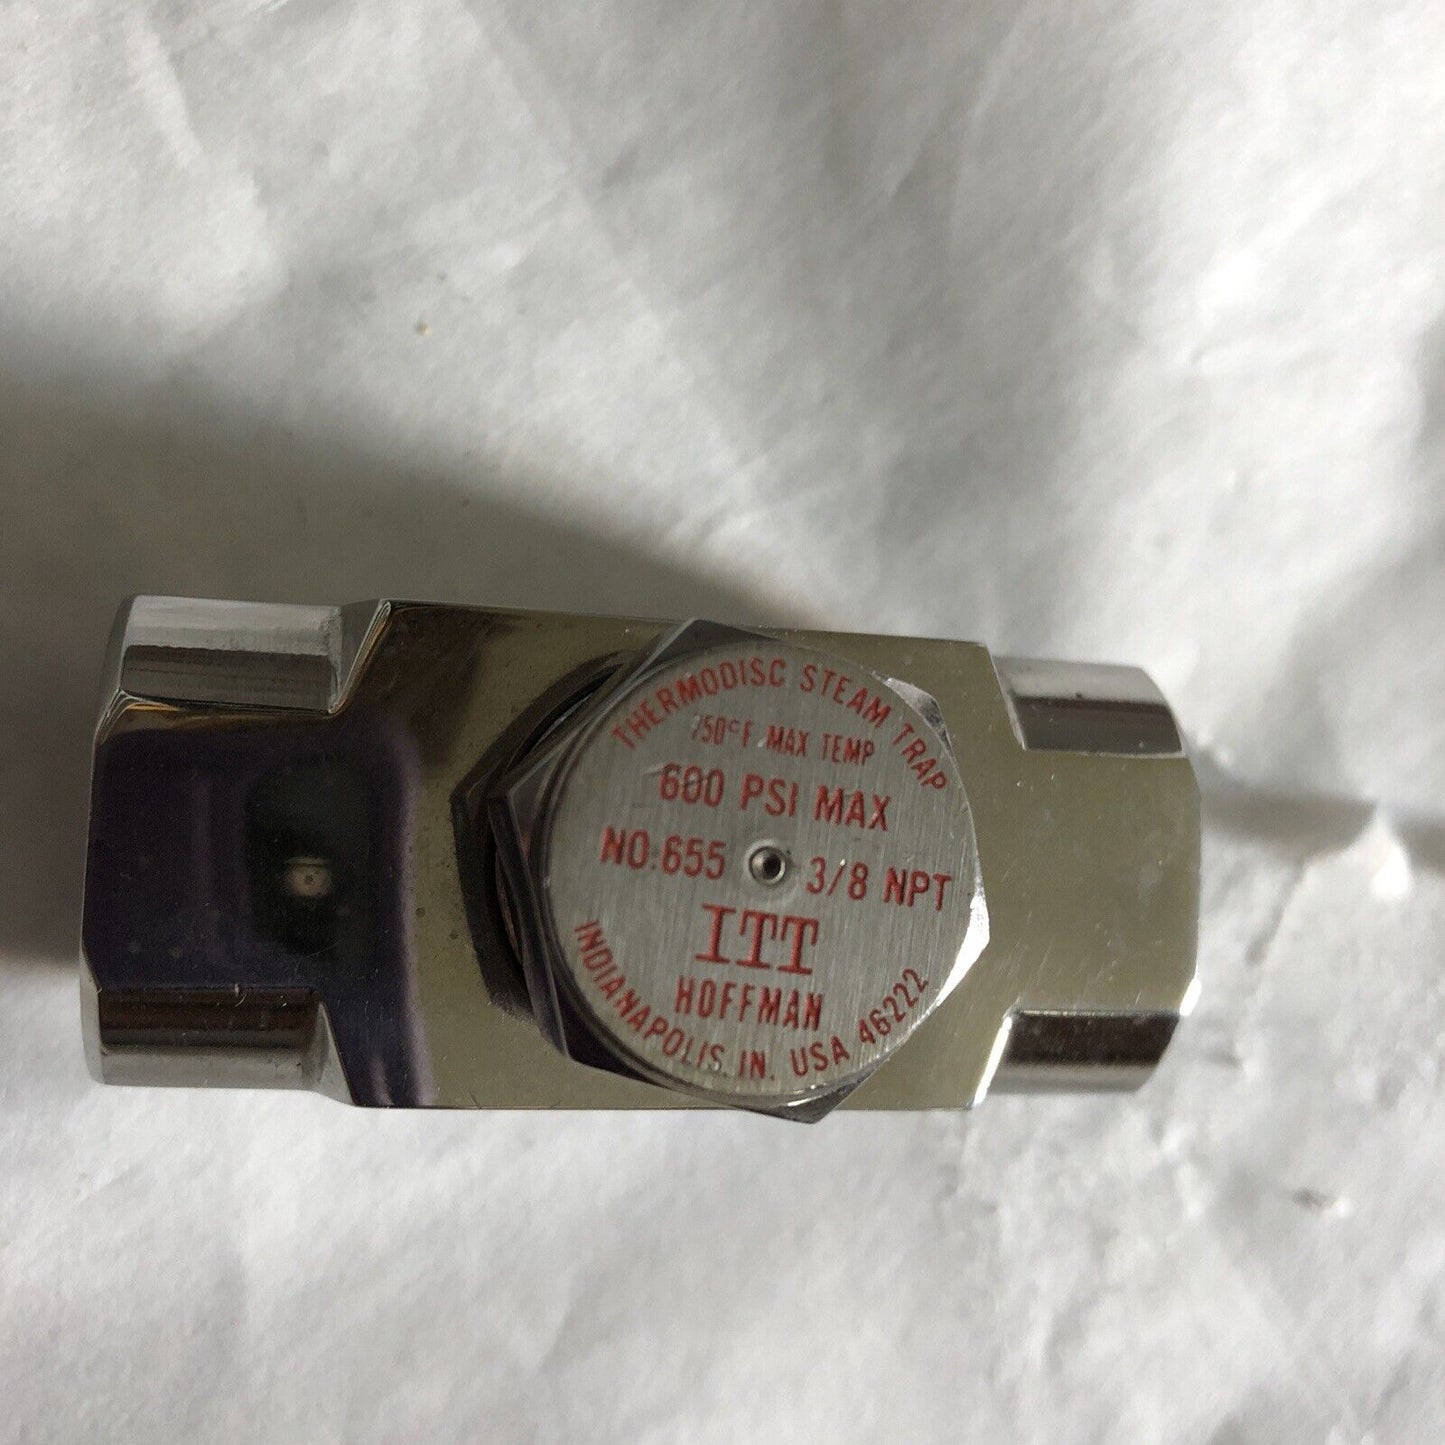 THERMODISC STEAM TRAP
750°F MAX TEMP
600 PSI MAX
NO.655 3/8 NPT
ITT
HOFFMAN
INDIANAPOLIS, IN. USA 46222